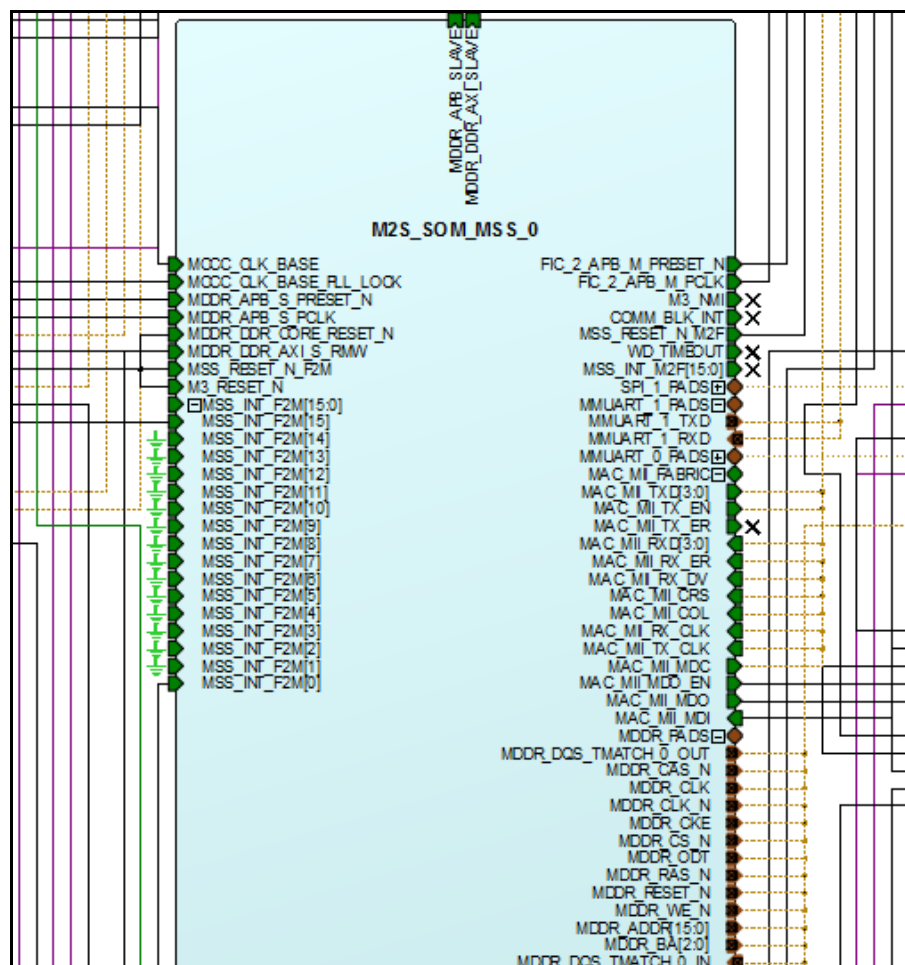 MDDR_APB_SLAVE
MDDR_DDR_AXI_SLAVE
M2S_SOM_MSS_0
MCCC_CLK_BASE
MCCC_CLK_BASE_PLL_LOCK
MDDR_APB_S_PRESET_N
MDDR_APB_S_PCLK
MDDR_DDR_CORE_RESET_N
MDDR_DDR_AXI_S_RMW
MSS_RESET_N_F2M
M3_RESET_N
MSS_INT_F2M[15:0]
MSS_INT_F2M[15]
MSS_INT_F2M[14]
MSS_INT_F2M[13]
MSS_INT_F2M[12]
MSS_INT_F2M[11]
MSS_INT_F2M[10]
MSS_INT_F2M[9]
MSS_INT_F2M[8]
MSS_INT_F2M[7]
MSS_INT_F2M[6]
MSS_INT_F2M[5]
MSS_INT_F2M[4]
MSS_INT_F2M[3]
MSS_INT_F2M[2]
MSS_INT_F2M[1]
MSS_INT_F2M[0]
FIC_2_APB_M_PRESET_N
FIC_2_APB_M_PCLK
M3_NMI
COMM_BLK_INT
MSS_RESET_N_M2F
WD_TIMEOUT
MSS_INT_M2F[15:0]
SPI_1_PADS
MMUART_1_PADS
MMUART_1_TXD
MMUART_1_RXD
MMUART_0_PADS
MAC_MII_FABRIC
MAC_MII_TXD[3:0]
MAC_MII_TX_EN
MAC_MII_TX_ER
MAC_MII_RXD[3:0]
MAC_MII_RX_ER
MAC_MII_RX_DV
MAC_MII_CRS
MAC_MII_COL
MAC_MII_RX_CLK
MAC_MII_TX_CLK
MAC_MII_MDC
MAC_MII_MDO_EN
MAC_MII_MDO
MAC_MII_MDI
MDDR_PADS
MDDR_DQS_TMATCH_0_OUT
MDDR_CAS_N
MDDR_CLK
MDDR_CLK_N
MDDR_CKE
MDDR_CS_N
MDDR_ODT
MDDR_RAS_N
MDDR_RESET_N
MDDR_WE_N
MDDR_ADDR[15:0]
MDDR_BA[2:0]
MDDR_DQS_TMATCH_0_IN